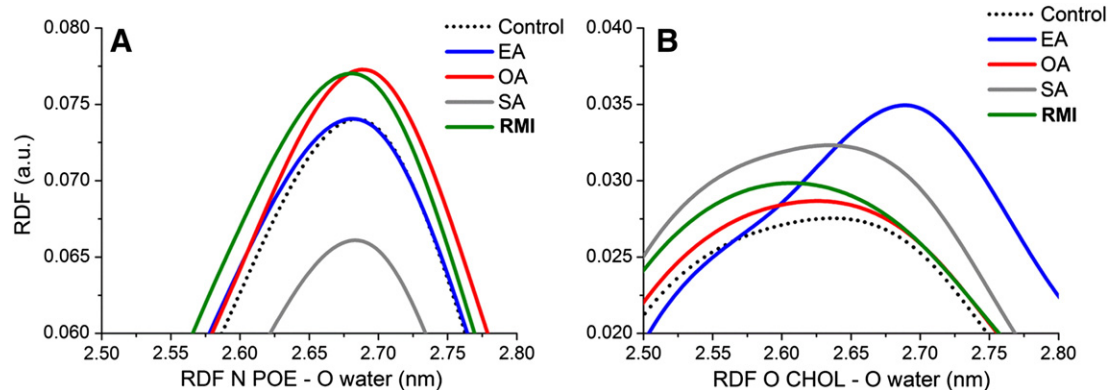 A
Control
EA
OA
SA
RMI
0.080
0.075
0.070
0.065
0.060
RDF (a.u.)
2.50 2.55 2.60 2.65 2.70 2.75 2.80
RDF N POE - O water (nm)
B
Control
EA
OA
SA
RMI
0.040
0.035
0.030
0.025
0.020
2.50 2.55 2.60 2.65 2.70 2.75 2.80
RDF O CHOL - O water (nm)